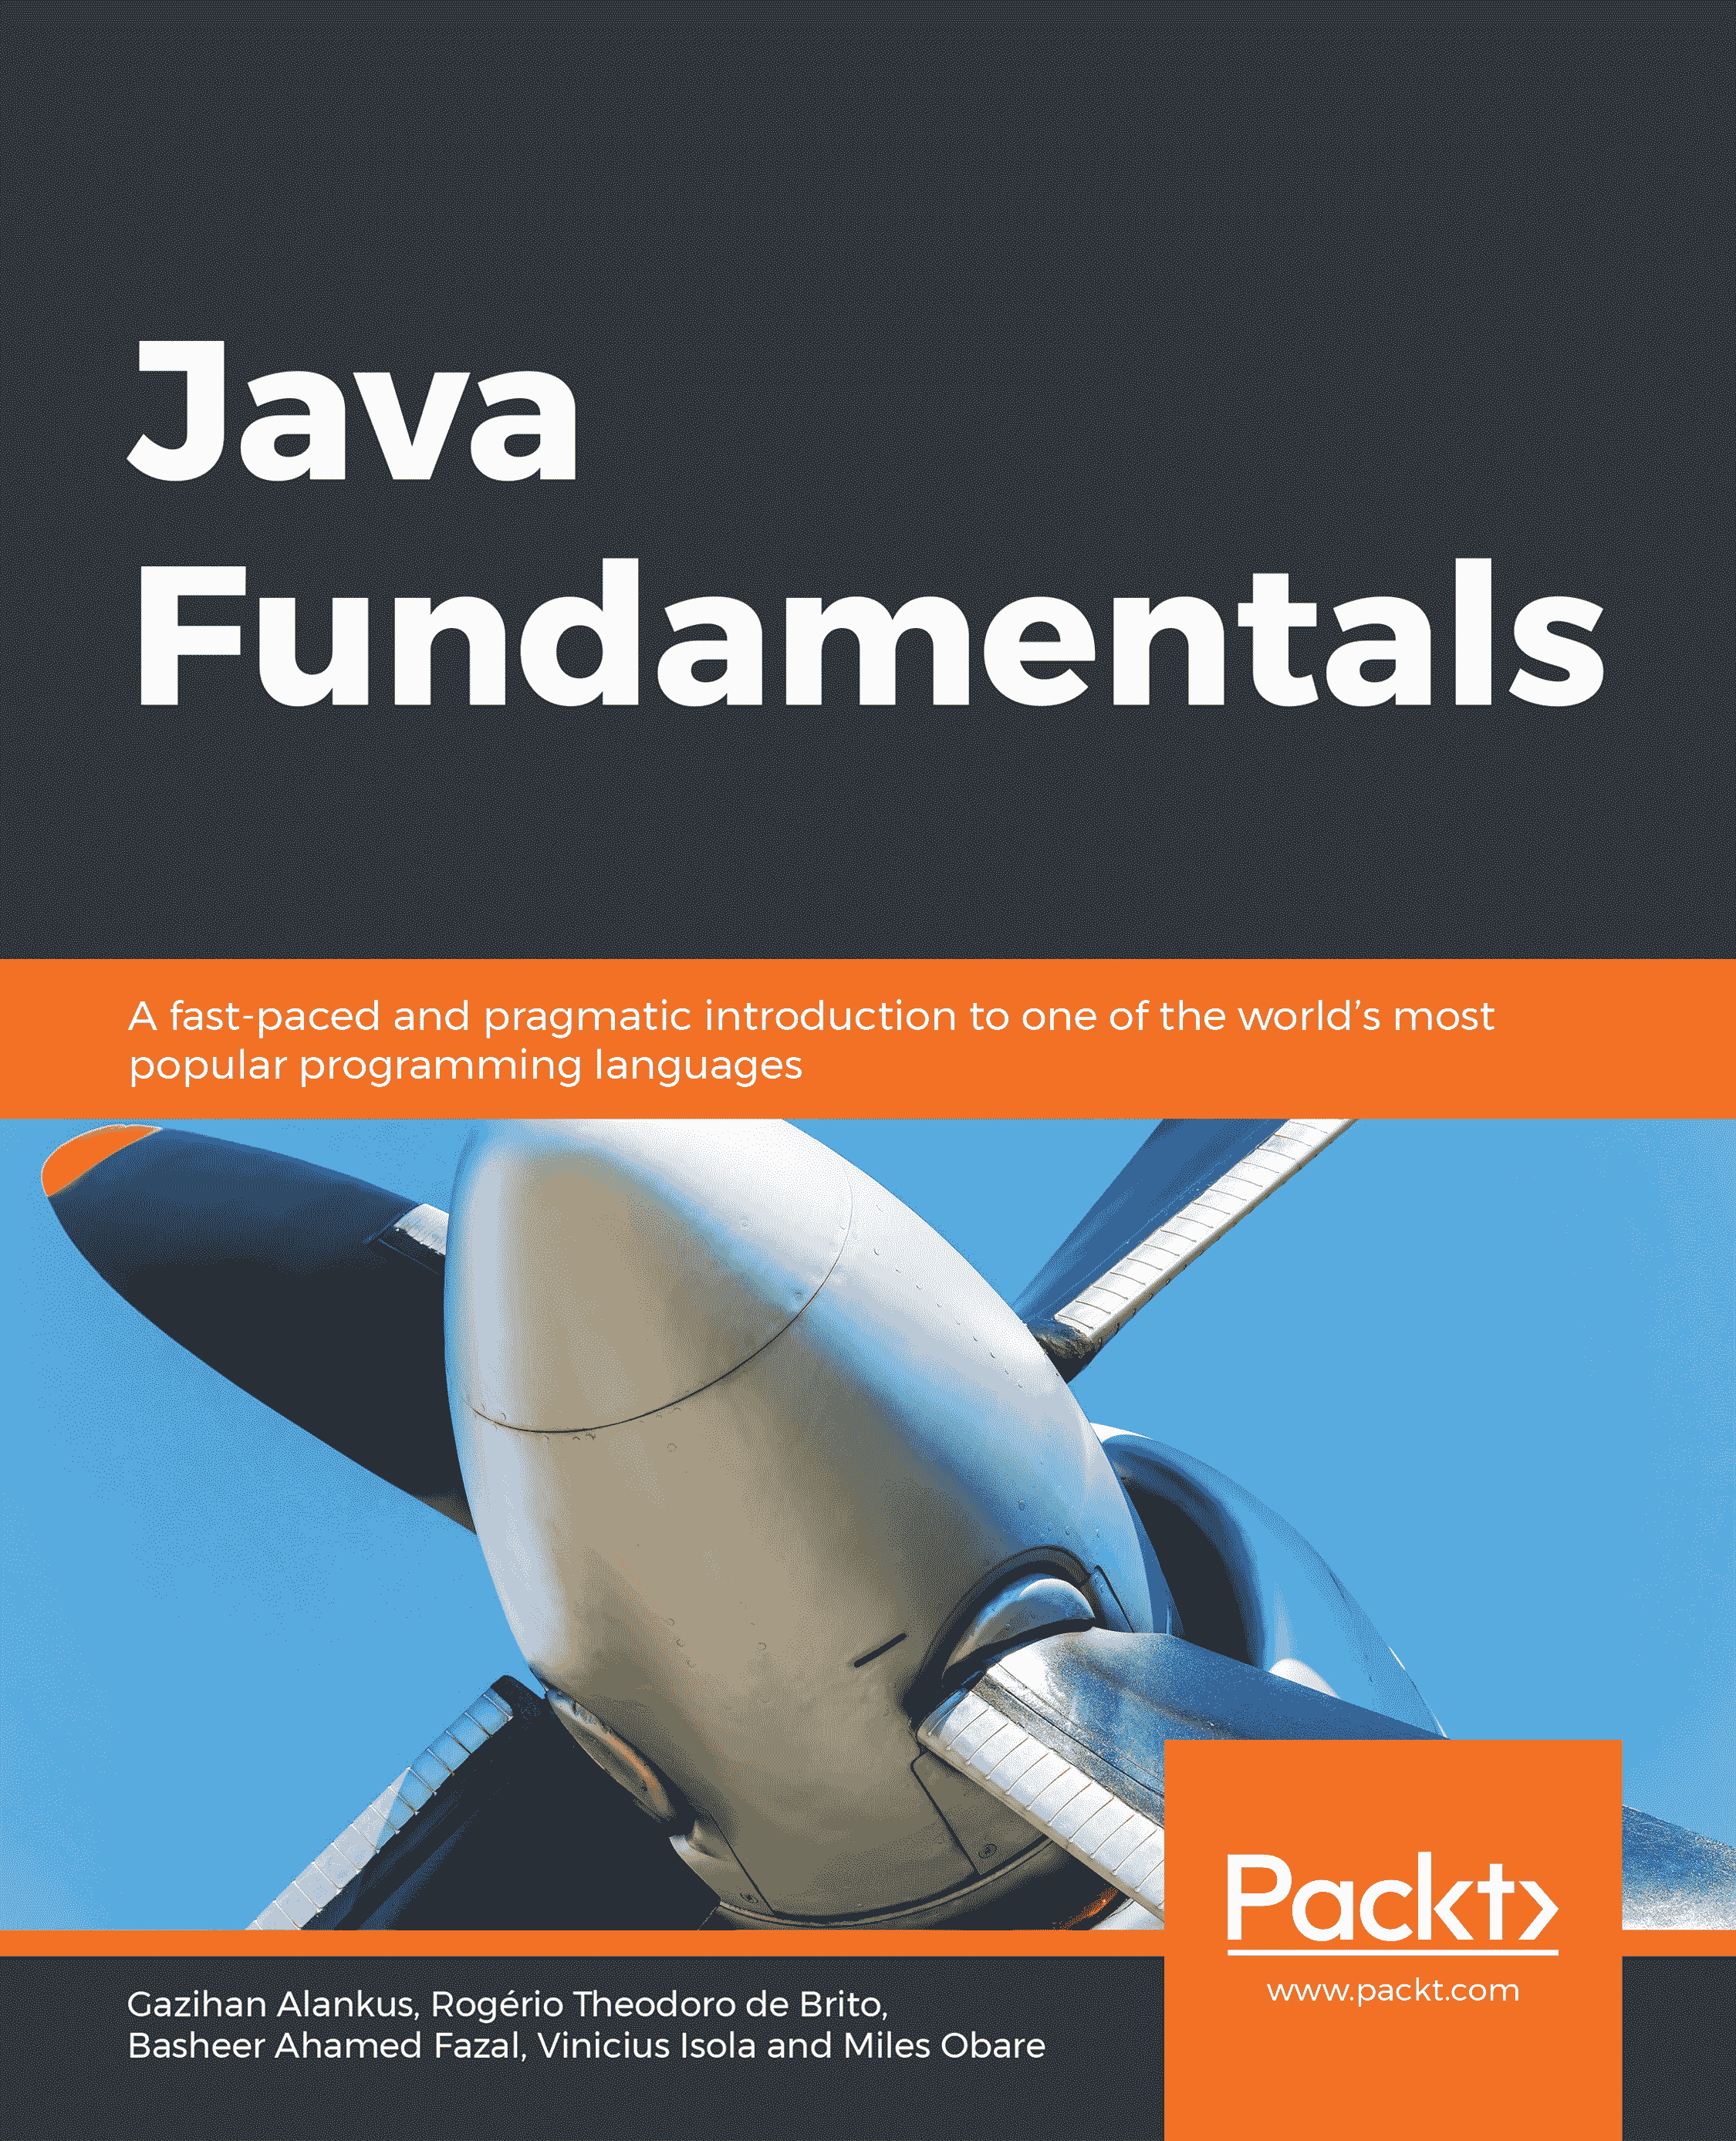 Java
Fundamentals
A fast-paced and pragmatic introduction to one of the world’s most
popular programming languages
Packt
www.packt.com
Gazihan Alankus, Rogério Theodoro de Brito,
Basheer Ahamed Fazal, Vinicius Isola and Miles Obare